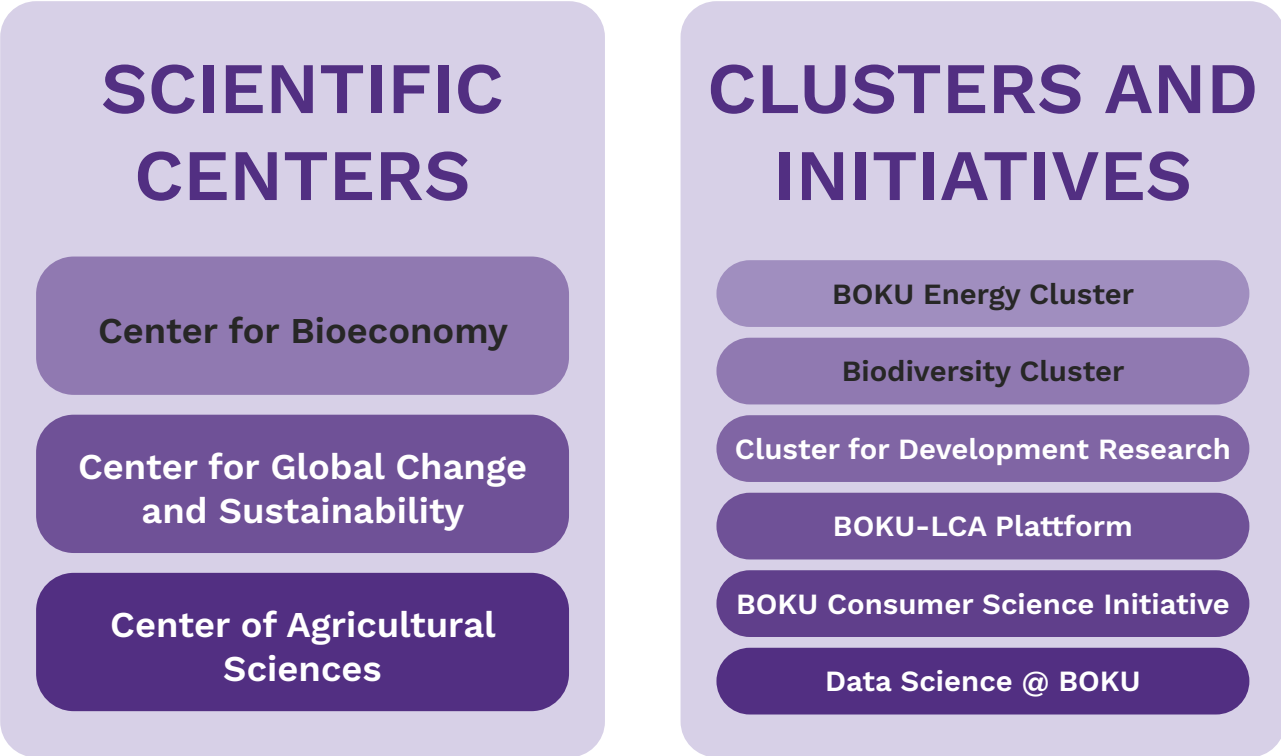 SCIENTIFIC
CENTERS
Center for Bioeconomy
Center for Global Change
and Sustainability
Center of Agricultural
Sciences
CLUSTERS AND
INITIATIVES
BOKU Energy Cluster
Biodiversity Cluster
Cluster for Development Research
BOKU-LCA Plattform
BOKU Consumer Science Initiative
Data Science @ BOKU